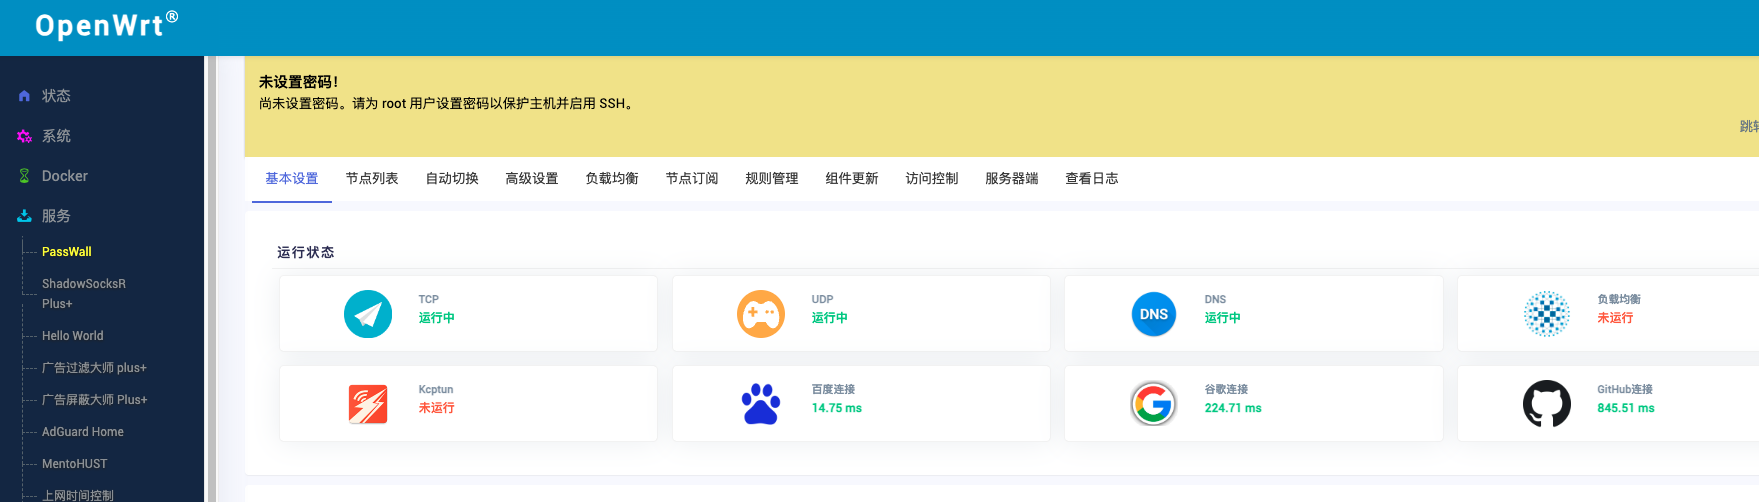 OpenWrt®
状态
系统
Docker
服务
PassWall
ShadowSocksR
Plus+
Hello World
广告过滤大师 plus+
广告屏蔽大师 Plus+
AdGuard Home
MentoHUST
上网时间控制
未设置密码!
尚未设置密码。请为 root 用户设置密码以保护主机并启用 SSH。
跳转
基本设置 节点列表 自动切换 高级设置 负载均衡 节点订阅 规则管理 组件更新 访问控制 服务器端 查看日志
运行状态
TCP
运行中
UDP
运行中
DNS
DNS
运行中
负载均衡
未运行
Kcptun
未运行
百度连接
14.75 ms
谷歌连接
224.71 ms
GitHub连接
845.51 ms